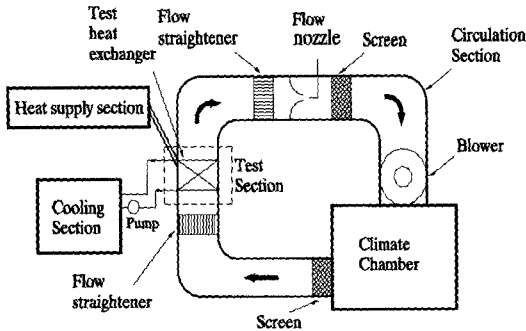 Test
heat
exchanger
Flow
straightener
Flow
nozzle
Screen
Circulation
Section
Heat supply section
Blower
Test
Section
Cooling
Section
Pump
Climate
Chamber
Flow
straightener
Screen